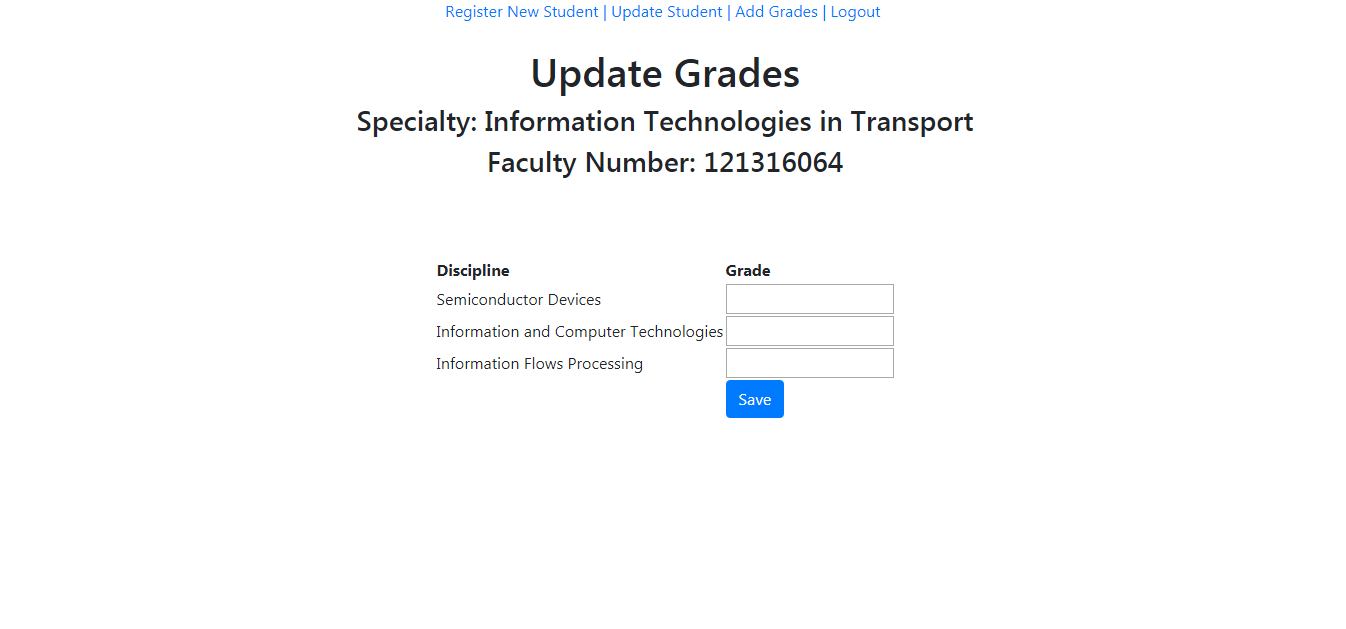 Register New Student | Update Student | Add Grades | Logout
Update Grades
Specialty: Information Technologies in Transport
Faculty Number: 121316064
Discipline Grade
Semiconductor Devices
Information and Computer Technologies
Information Flows Processing
Save